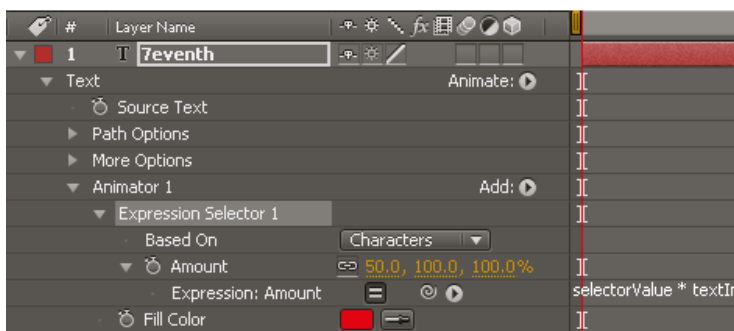 # Layer Name fx
1 T 7eventh
Text Animate:
Source Text
Path Options
More Options
Animator 1 Add:
Expression Selector 1
Based On Characters
Amount 50.0, 100.0, 100.0%
Expression: Amount selectorValue * textIn
Fill Color